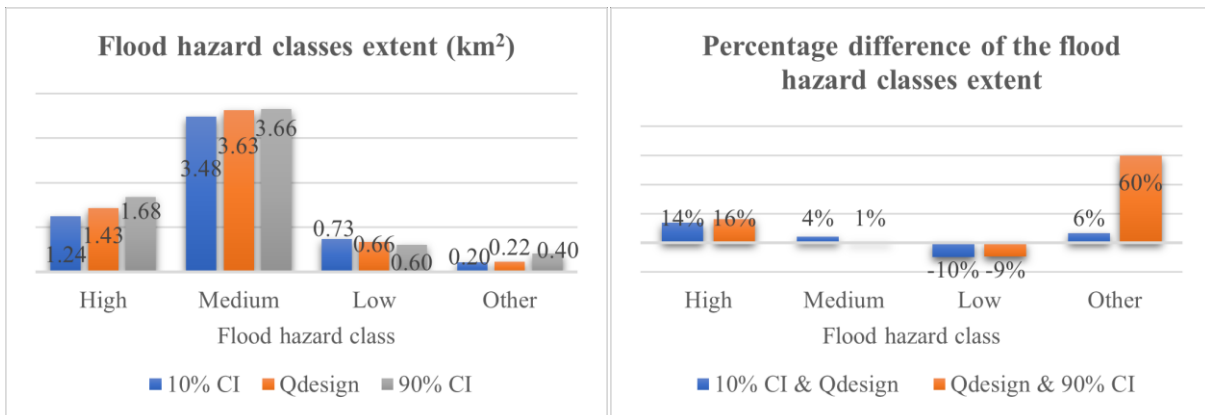 Flood hazard classes extent (km²)
1.24
1.43
1.68
3.48
3.63
3.66
0.73
0.66
0.60
0.20
0.22
0.40
High Medium Low Other
Flood hazard class
10% CI Qdesign 90% CI
Percentage difference of the flood
hazard classes extent
14% 16%
4% 1%
-10% -9%
6%
60%
High Medium Low Other
Flood hazard class
10% CI & Qdesign Qdesign & 90% CI